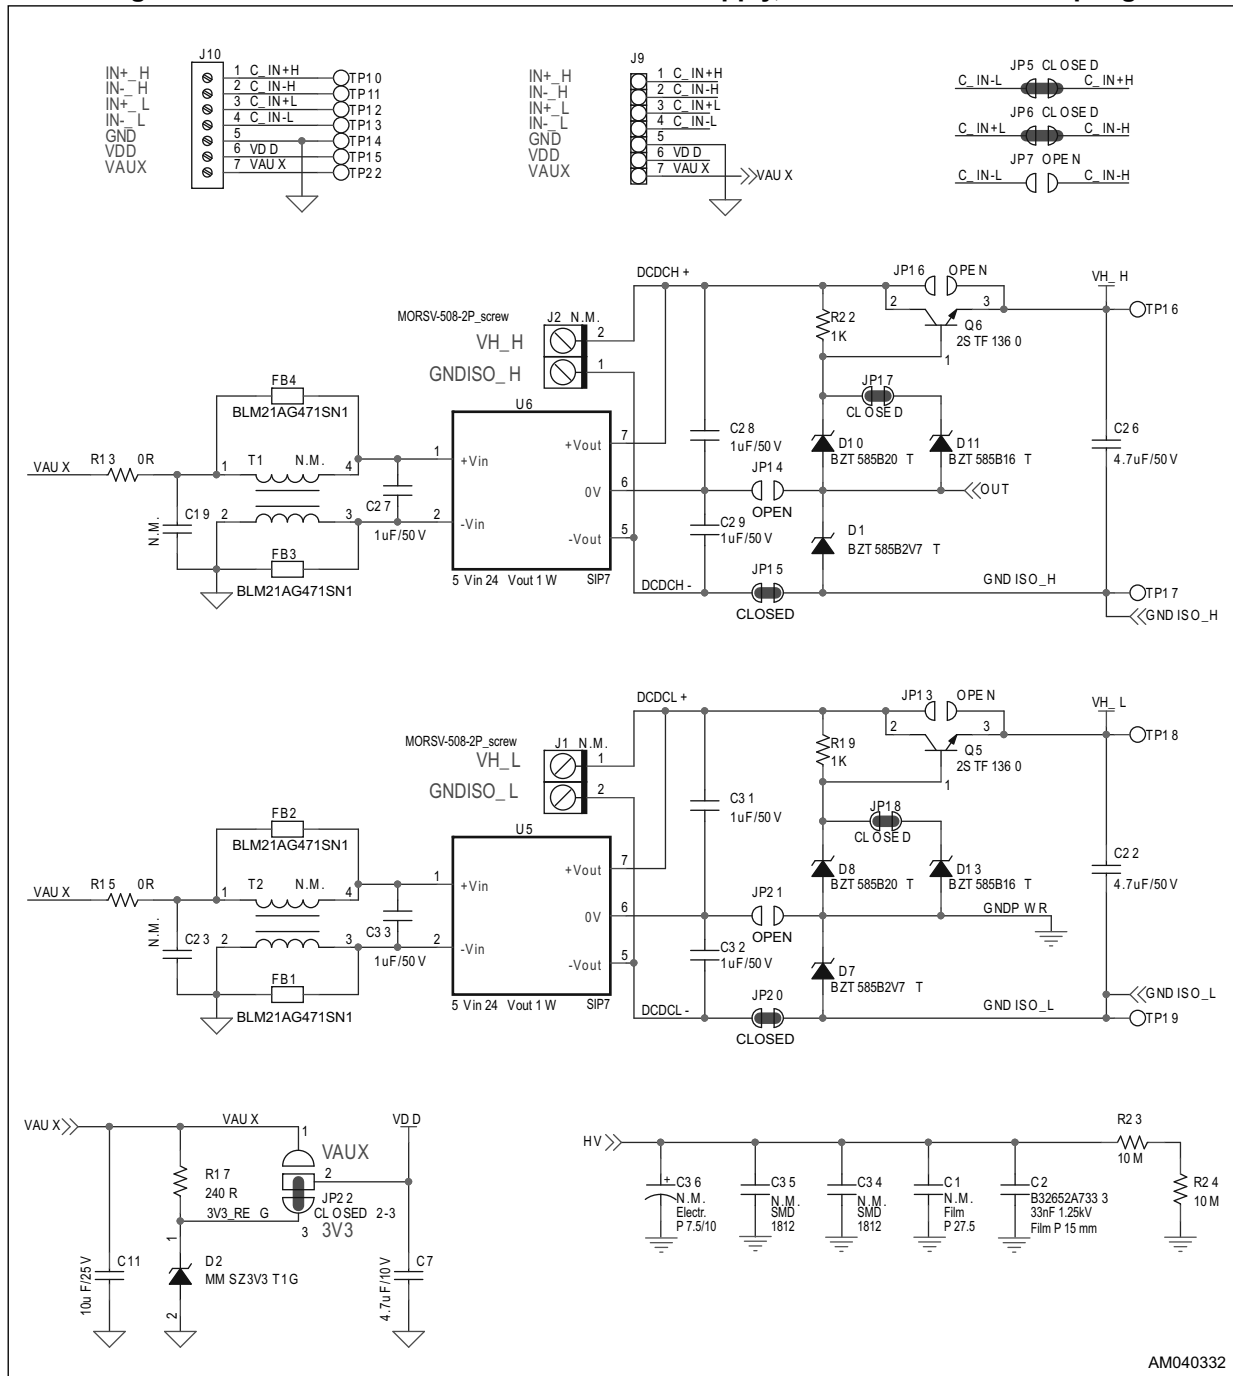 J10
IN+_H
IN-_H
IN+_L
IN-_L
GND
VDD
VAUX
1 C_IN+H TP10
2 C_IN-H TP11
3 C_IN+L TP12
4 C_IN-L TP13
5 TP14
6 VDD TP15
7 VAUX TP22
J9
IN+_H
IN-_H
IN+_L
IN-_L
GND
VDD
VAUX
1 C_IN+H
2 C_IN-H
3 C_IN+L
4 C_IN-L
5
6 VDD
7 VAUX VAUX
JP5 CLOSED
C_IN-L C_IN+H
JP6 CLOSED
C_IN+L C_IN-H
JP7 OPEN
C_IN-L C_IN-H
DCDCH+
JP16 OPEN
VH_H
2 3
TP16
MORSV-508-2P_screw
J2 N.M.
VH_H
2
GNDISO_H
1
R22
1K
Q6
2STF1360
1
JP17
CLOSED
FB4
BLM21AG471SN1
U6
VAUX
R13 0R
1 T1 N.M. 4
C19
N.M.
2 3
FB3
BLM21AG471SN1
C27
1uF/50V
1 +Vin
2 -Vin
+Vout 7
0V 6
-Vout 5
5Vin 24Vout 1W SIP7
C28
1uF/50V
D10
BZT585B20T
D11
BZT585B16T
C26
4.7uF/50V
JP14
OPEN
OUT
C29
1uF/50V
D1
BZT585B2V7T
JP15
CLOSED
DCDCH-
GNDISO_H
TP17
GNDISO_H
DCDCL+
JP13 OPEN
VH_L
2 3
TP18
MORSV-508-2P_screw
J1 N.M.
VH_L
1
GNDISO_L
2
R19
1K
Q5
2STF1360
1
JP18
CLOSED
FB2
BLM21AG471SN1
U5
VAUX
R15 0R
1 T2 N.M. 4
C23
N.M.
2 3
FB1
BLM21AG471SN1
C33
1uF/50V
1 +Vin
2 -Vin
+Vout 7
0V 6
-Vout 5
5Vin 24Vout 1W SIP7
C31
1uF/50V
D8
BZT585B20T
D13
BZT585B16T
C22
4.7uF/50V
JP21
OPEN
GNDPWR
C32
1uF/50V
D7
BZT585B2V7T
JP20
CLOSED
DCDCL-
GNDISO_L
GNDISO_L
TP19
VAUX VAUX
1
VDD
VAUX
2
R17
240R
JP22
CLOSED 2-3
3V3_REG
3 3V3
1
D2
MMSZ3V3T1G
2
C11
10uF/25V
C7
4.7uF/10V
HV
R23
10M
R24
10M
+ C36
N.M.
Electr.
P 7.5/10
C35
N.M.
SMD
1812
C34
N.M.
SMD
1812
C1
N.M.
Film
P 27.5
C2
B32652A7333
33nF 1.25kV
Film P 15 mm
AM040332